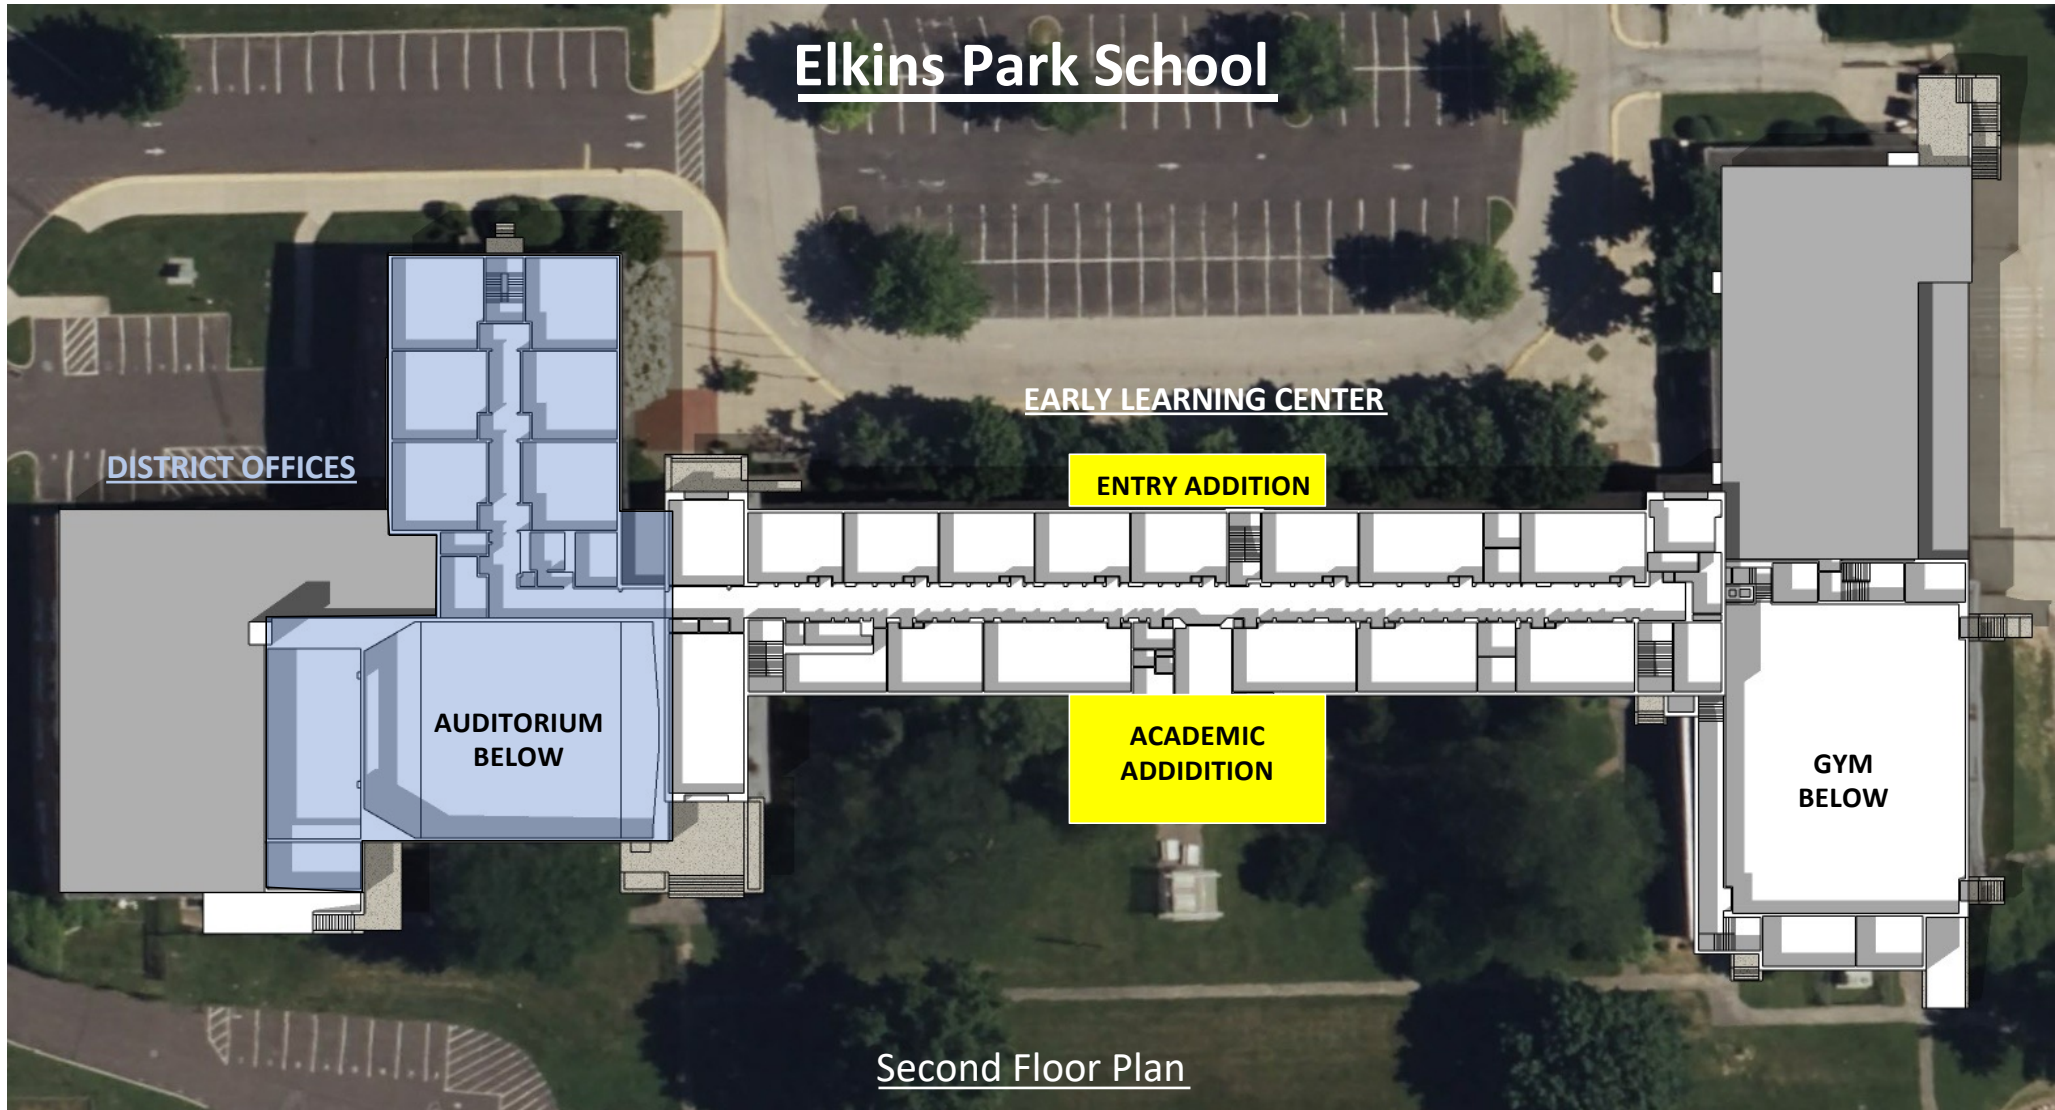 Elkins Park School
EARLY LEARNING CENTER
DISTRICT OFFICES
ENTRY ADDITION
AUDITORIUM
BELOW
ACADEMIC
ADDIDITION
GYM
BELOW
Second Floor Plan